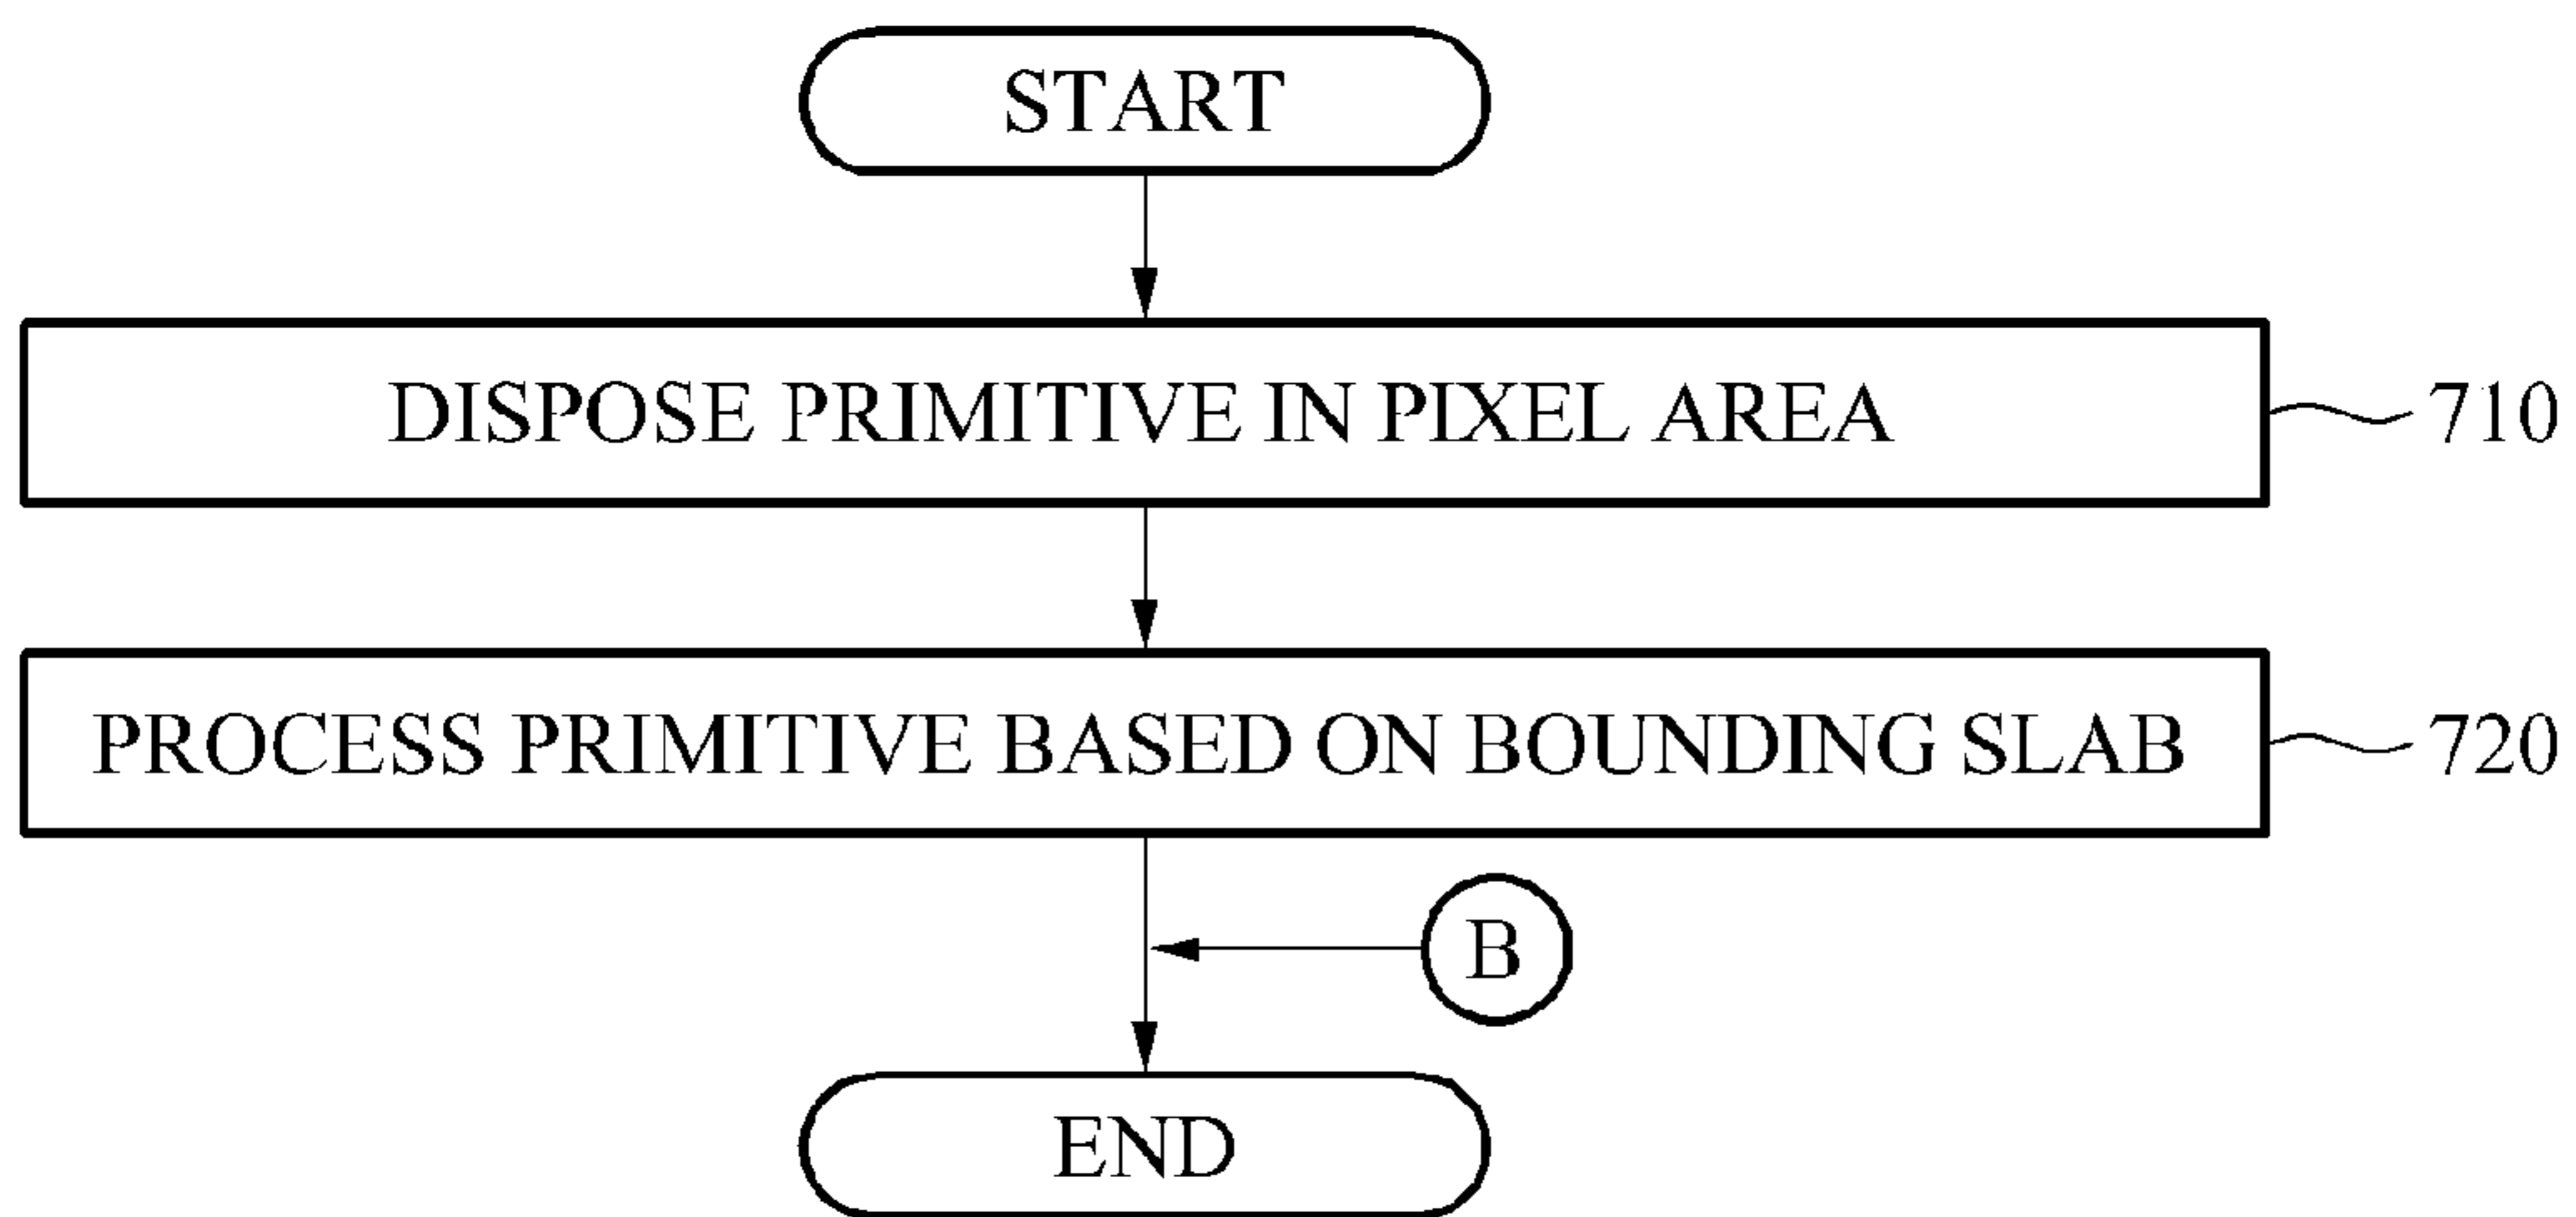 START
DISPOSE PRIMITIVE IN PIXEL AREA
710
PROCESS PRIMITIVE BASED ON BOUNDING SLAB
720
B
END